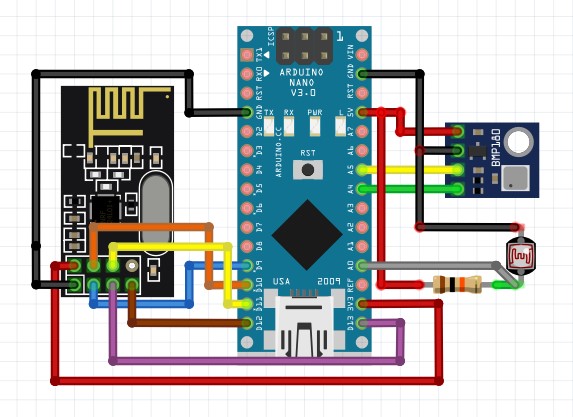 ICSP
1
TX1
RX0
RST
GND
D2
D3
D4
D5
D6
D7
D8
D9
D10
D11
D12
ARDUINO
NANO
V3.0
TX RX PWR L
RST
ARDUINO.CC
USA 2009
VIN
GND
RST
5V
A7
A6
A5
A4
A3
A2
A1
A0
3V3
D13
BMP180